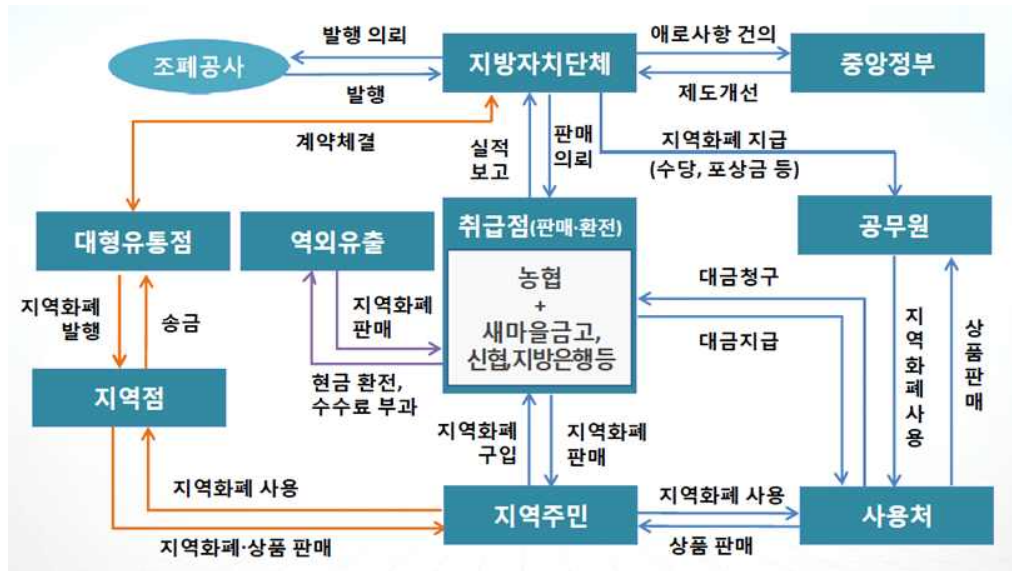 발행 의뢰
애로사항 건의
조폐공사
지방자치단체
중앙정부
발행
제도개선
계약체결
실적
보고
판매
의뢰
지역화폐 지급
(수당, 포상금 등)
대형유통점
역외유출
취급점(판매·환전)
공무원
농협
+
새마을금고,
신협,지방은행등
대금청구
지역화폐
발행
송금
지역화폐
판매
대금지급
지역화폐사용
상품판매
지역점
현금 환전,
수수료 부과
지역화폐
구입
지역화폐
판매
지역화폐 사용
지역주민
지역화폐 사용
사용처
지역화폐·상품 판매
상품 판매